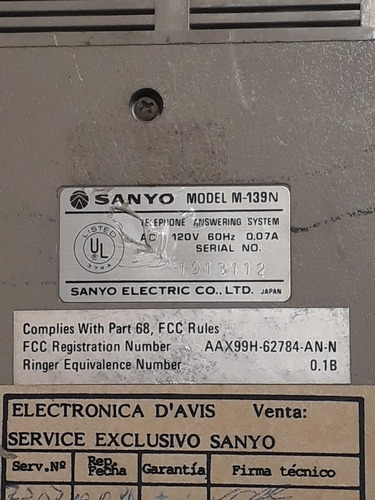 SANYO MODEL M-139N
TELEPHONE ANSWERING SYSTEM
AC 120V 60Hz 0.07A
LISTED
UL
SERIAL NO.
1913112
SANYO ELECTRIC CO., LTD. JAPAN
Complies With Part 68, FCC Rules
FCC Registration Number AAX99H-62784-AN-N
Ringer Equivalence Number 0.1B
ELECTRONICA D'AVIS Venta:
SERVICE EXCLUSIVO SANYO
Serv.Nº Rep. Fecha Garantía Firma técnico